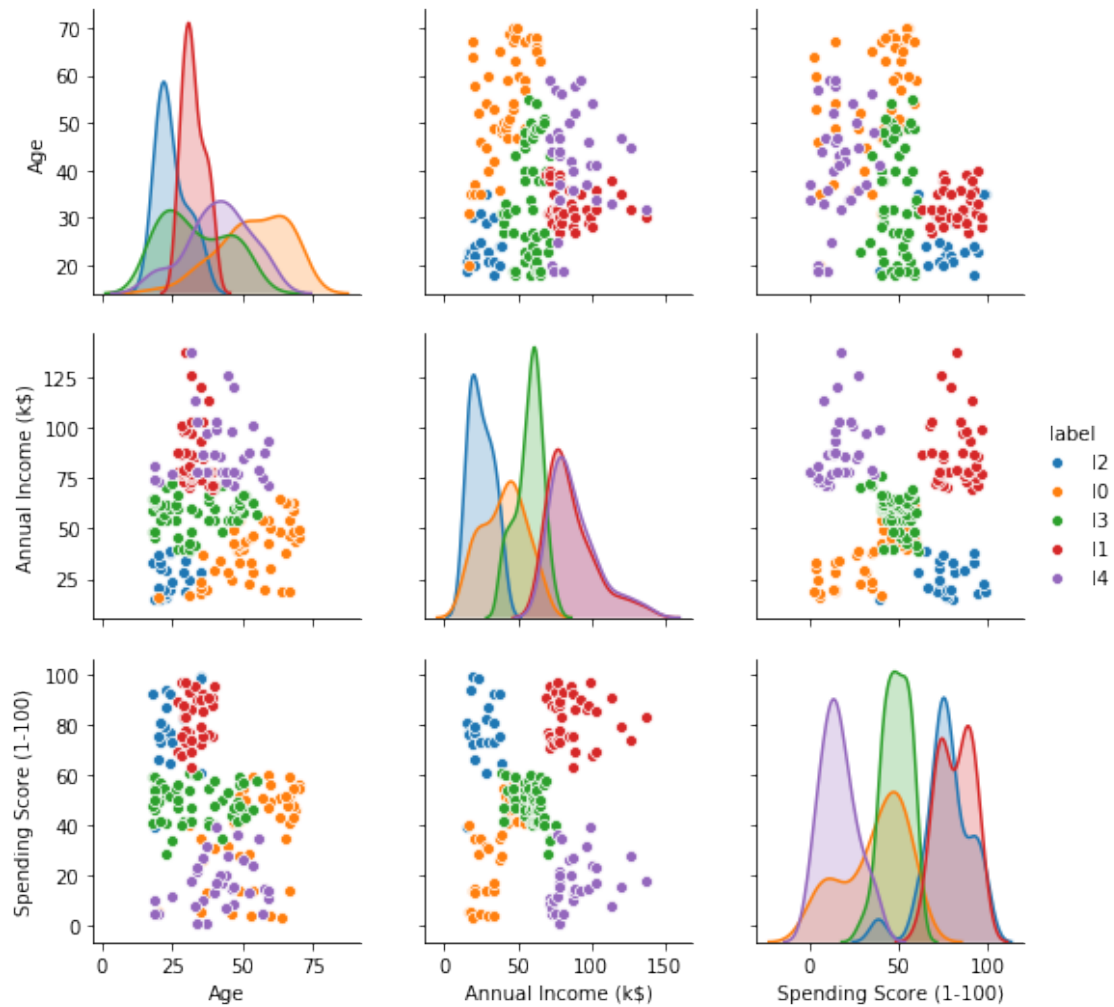 70
60
50
40
30
20
Age
125
100
75
50
25
Annual Income (k$)
label
l2
l0
l3
l1
l4
100
80
60
40
20
0
Spending Score (1-100)
0 25 50 75
Age
0 50 100 150
Annual Income (k$)
0 50 100
Spending Score (1-100)